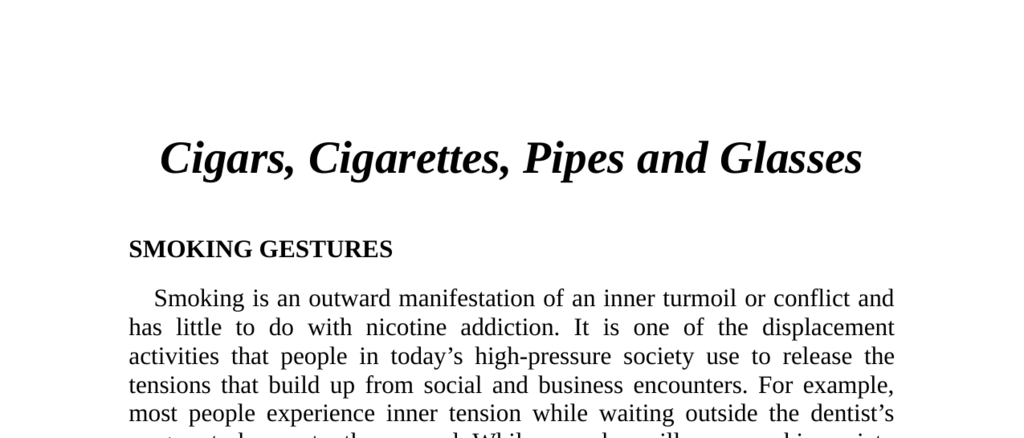 Cigars, Cigarettes, Pipes and Glasses
SMOKING GESTURES
Smoking is an outward manifestation of an inner turmoil or conflict and
has little to do with nicotine addiction. It is one of the displacement
activities that people in today’s high-pressure society use to release the
tensions that build up from social and business encounters. For example,
most people experience inner tension while waiting outside the dentist’s